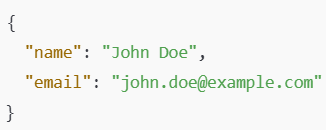 {
  "name": "John Doe",
  "email": "john.doe@example.com"
}